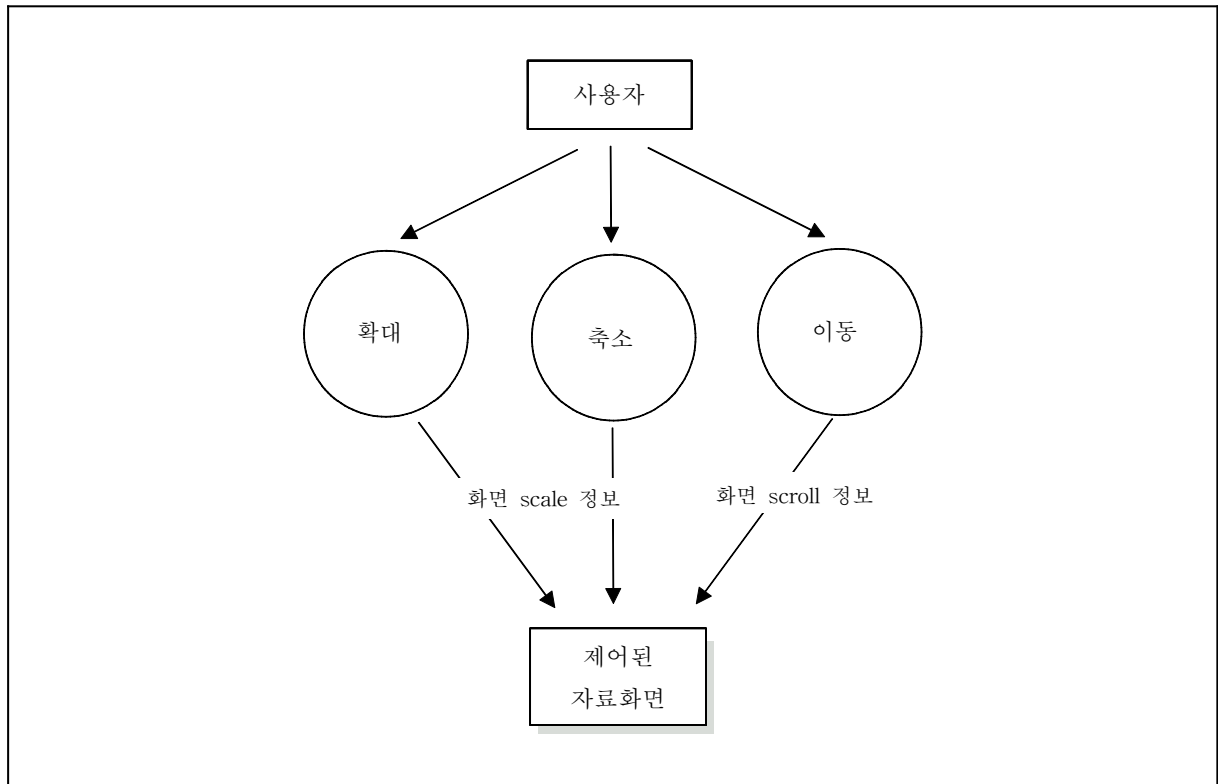 사용자
확대
축소
이동
화면 scale 정보
화면 scroll 정보
제어된
자료화면